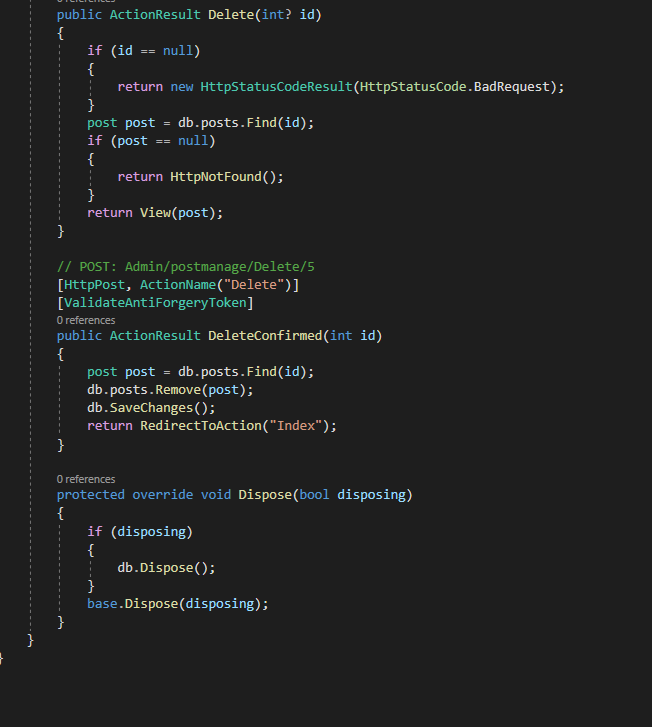 0 references
public ActionResult Delete(int? id)
{
if (id == null)
{
return new HttpStatusCodeResult(HttpStatusCode.BadRequest);
}
post post = db.posts.Find(id);
if (post == null)
{
return HttpNotFound();
}
return View(post);
}
// POST: Admin/postmanage/Delete/5
[HttpPost, ActionName("Delete")]
[ValidateAntiForgeryToken]
0 references
public ActionResult DeleteConfirmed(int id)
{
post post = db.posts.Find(id);
db.posts.Remove(post);
db.SaveChanges();
return RedirectToAction("Index");
}
0 references
protected override void Dispose(bool disposing)
{
if (disposing)
{
db.Dispose();
}
base.Dispose(disposing);
}
}
}